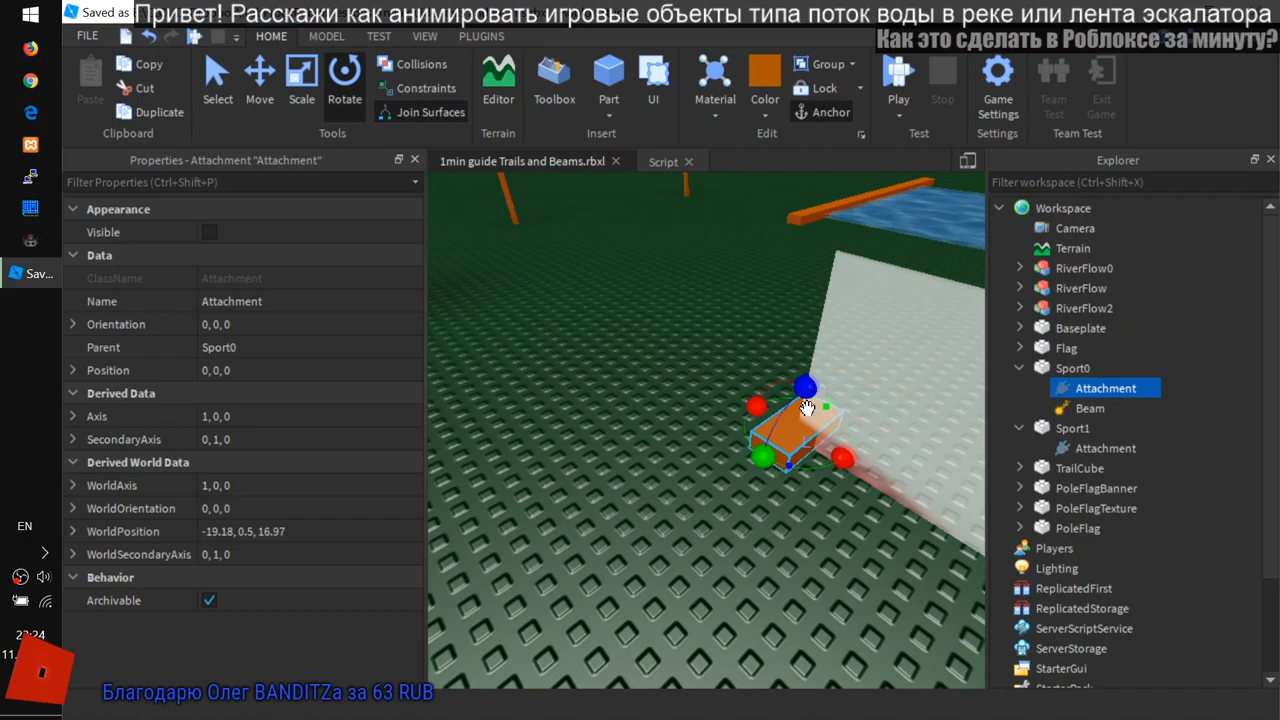 Saved as
Привет! Расскажи как анимировать игровые объекты типа поток воды в реке или лента эскалатора
Как это сделать в Роблоксе за минуту?
FILE HOME MODEL TEST VIEW PLUGINS
Paste
Copy
Cut
Duplicate
Clipboard
Select Move Scale Rotate
Collisions
Constraints
Join Surfaces
Tools
Editor
Terrain
Toolbox Part UI
Insert
Material Color
Group
Lock
Anchor
Edit
Play Stop
Test
Game Settings
Settings
Team Test
Exit Game
Team Test
Properties - Attachment "Attachment"
Filter Properties (Ctrl+Shift+P)
Appearance
Visible
Data
ClassName Attachment
Name Attachment
Orientation 0, 0, 0
Parent Sport0
Position 0, 0, 0
Derived Data
Axis 1, 0, 0
SecondaryAxis 0, 1, 0
Derived World Data
WorldAxis 1, 0, 0
WorldOrientation 0, 0, 0
WorldPosition -19.18, 0.5, 16.97
WorldSecondaryAxis 0, 1, 0
Behavior
Archivable
1min guide Trails and Beams.rbxl
Script
Explorer
Filter workspace (Ctrl+Shift+X)
Workspace
Camera
Terrain
RiverFlow0
RiverFlow
RiverFlow2
Baseplate
Flag
Sport0
Attachment
Beam
Sport1
Attachment
TrailCube
PoleFlagBanner
PoleFlagTexture
PoleFlag
Players
Lighting
ReplicatedFirst
ReplicatedStorage
ServerScriptService
ServerStorage
StarterGui
Sav...
EN
Благодарю Олег BANDITZa за 63 RUB